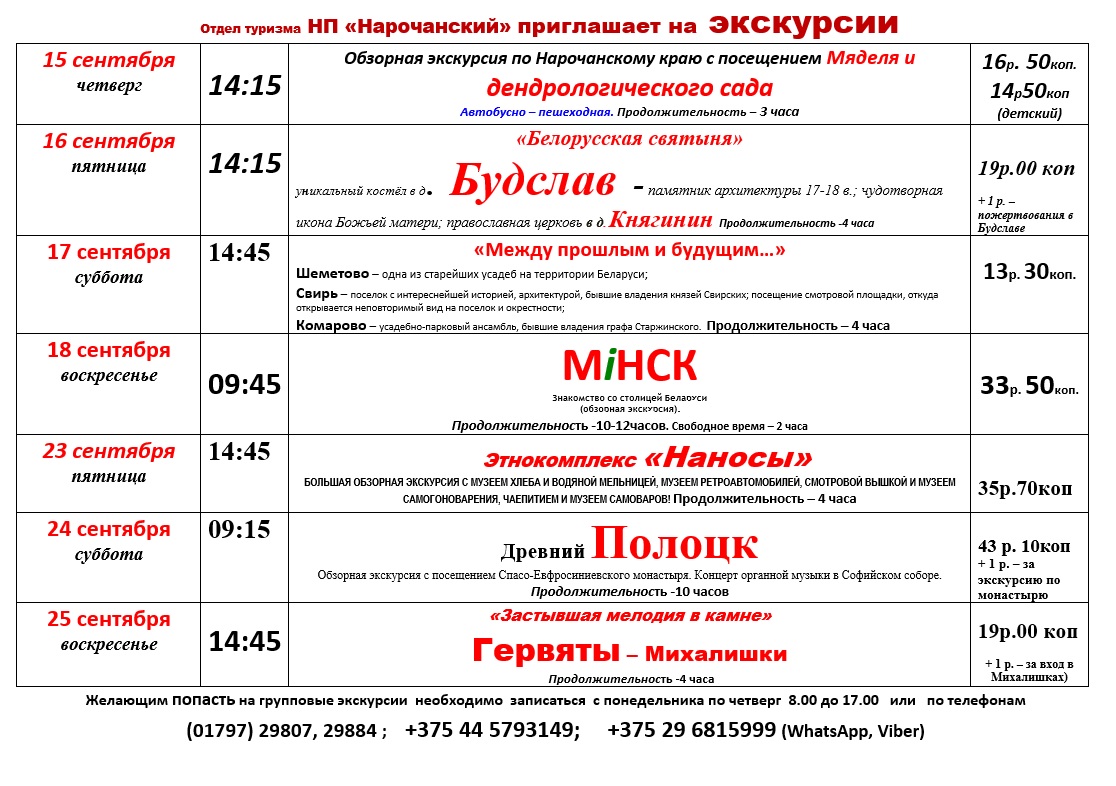 Отдел туризма НП «Нарочанский» приглашает на экскурсии
15 сентября
четверг
14:15
Обзорная экскурсия по Нарочанскому краю с посещением Мяделя и
дендрологического сада
Автобусно – пешеходная. Продолжительность – 3 часа
16р. 50коп.
14р50коп
(детский)
16 сентября
пятница
14:15
«Белорусская святыня»
уникальный костёл в д. Будслав - памятник архитектуры 17-18 в.; чудотворная
икона Божьей матери; православная церковь в д. Княгинин Продолжительность -4 часа
19р.00 коп
+ 1 р. –
пожертвования в
Будславе
17 сентября
суббота
14:45
«Между прошлым и будущим…»
Шеметово – одна из старейших усадеб на территории Беларуси;
Свирь – поселок с интереснейшей историей, архитектурой, бывшие владения князей Свирских; посещение смотровой площадки, откуда
открывается неповторимый вид на поселок и окрестности;
Комарово – усадебно-парковый ансамбль, бывшие владения графа Старжинского. Продолжительность – 4 часа
13р. 30коп.
18 сентября
воскресенье
09:45
МіНСК
Знакомство со столицей Беларуси
(обзорная экскурсия).
Продолжительность -10-12часов. Свободное время – 2 часа
33р. 50коп.
23 сентября
пятница
14:45
Этнокомплекс «Наносы»
БОЛЬШАЯ ОБЗОРНАЯ ЭКСКУРСИЯ С МУЗЕЕМ ХЛЕБА И ВОДЯНОЙ МЕЛЬНИЦЕЙ, МУЗЕЕМ РЕТРОАВТОМОБИЛЕЙ, СМОТРОВОЙ ВЫШКОЙ И МУЗЕЕМ
САМОГОНОВАРЕНИЯ, ЧАЕПИТИЕМ И МУЗЕЕМ САМОВАРОВ! Продолжительность – 4 часа
35р.70коп
24 сентября
суббота
09:15
Древний Полоцк
Обзорная экскурсия с посещением Спасо-Евфросиниевского монастыря. Концерт органной музыки в Софийском соборе.
Продолжительность -10 часов
43 р. 10коп
+ 1 р. – за
экскурсию по
монастырю
25 сентября
воскресенье
14:45
«Застывшая мелодия в камне»
Гервяты – Михалишки
Продолжительность -4 часа
19р.00 коп
+ 1 р. – за вход в
Михалишках)
Желающим попасть на групповые экскурсии необходимо записаться с понедельника по четверг 8.00 до 17.00 или по телефонам
(01797) 29807, 29884 ; +375 44 5793149; +375 29 6815999 (WhatsApp, Viber)